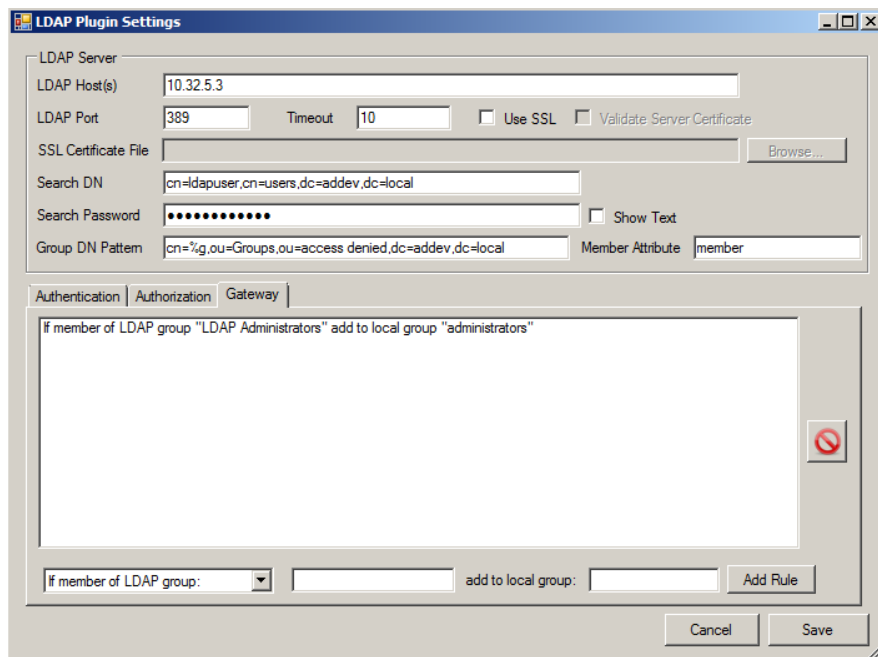 LDAP Plugin Settings
LDAP Server
LDAP Host(s) 10.32.5.3
LDAP Port 389 Timeout 10 Use SSL Validate Server Certificate
SSL Certificate File Browse...
Search DN cn=ldapuser,cn=users,dc=addev,dc=local
Search Password ●●●●●●●●●●●● Show Text
Group DN Pattern cn=%g,ou=Groups,ou=access denied,dc=addev,dc=local Member Attribute member
Authentication Authorization Gateway
If member of LDAP group "LDAP Administrators" add to local group "administrators"
If member of LDAP group: add to local group: Add Rule
Cancel Save